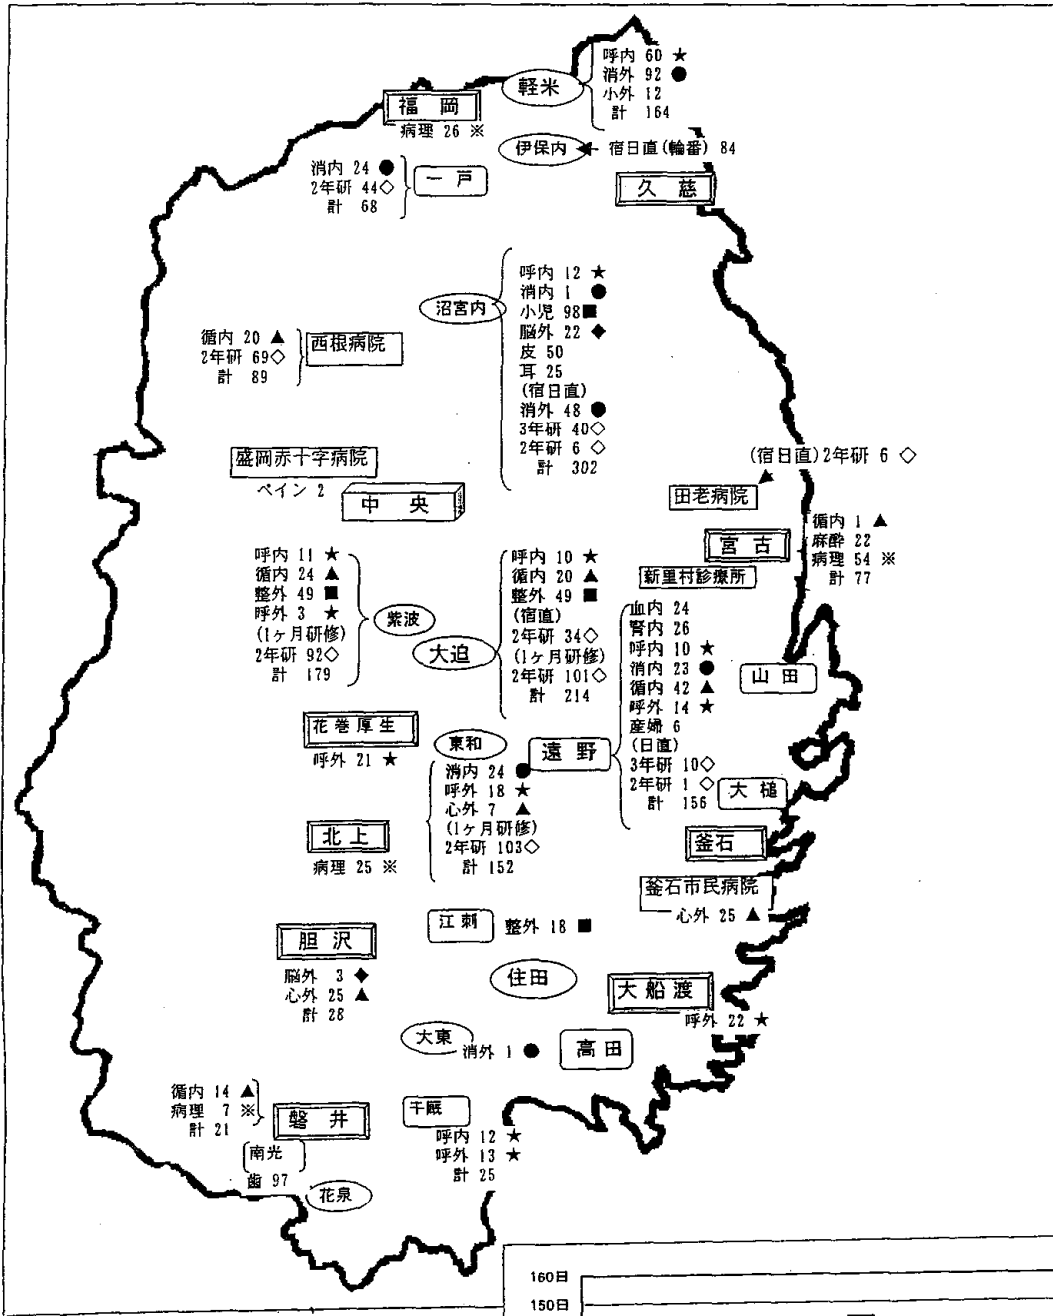 軽米
呼内 60 ★
消外 92 ●
小外 12
計 164
福岡
病理 26 ※
伊保内
宿日直(輪番) 84
消内 24 ●
2年研 44◇
計 68
一戸
久慈
沼宮内
呼内 12 ★
消内 1 ●
小児 98■
脳外 22 ◆
皮 50
耳 25
(宿日直)
消外 48 ●
3年研 40◇
2年研 6 ◇
計 302
循内 20 ▲
2年研 69◇
計 89
西根病院
盛岡赤十字病院
ペイン 2
中央
(宿日直)2年研 6 ◇
田老病院
宮古
循内 1 ▲
麻酔 22
病理 54 ※
計 77
新里村診療所
呼内 11 ★
循内 24 ▲
整外 49 ■
呼外 3 ★
(1ヶ月研修)
2年研 92◇
計 179
紫波
大迫
呼内 10 ★
循内 20 ▲
整外 49 ■
(宿直)
2年研 34◇
(1ヶ月研修)
2年研 101◇
計 214
血内 24
腎内 26
呼内 10 ★
消内 23 ●
循内 42 ▲
呼外 14 ★
産婦 6
(日直)
3年研 10◇
2年研 1 ◇
計 156
遠野
山田
花巻厚生
呼外 21 ★
東和
消内 24 ●
呼外 18 ★
心外 7 ▲
(1ヶ月研修)
2年研 103◇
計 152
大槌
北上
病理 25 ※
釜石
釜石市民病院
心外 25 ▲
江刺
整外 18 ■
胆沢
脳外 3 ◆
心外 25 ▲
計 28
住田
大船渡
呼外 22 ★
大東
消外 1 ●
高田
循内 14 ▲
病理 7 ※
計 21
磐井
千厩
呼内 12 ★
呼外 13 ★
計 25
南光
歯 97
花泉
160日
150日